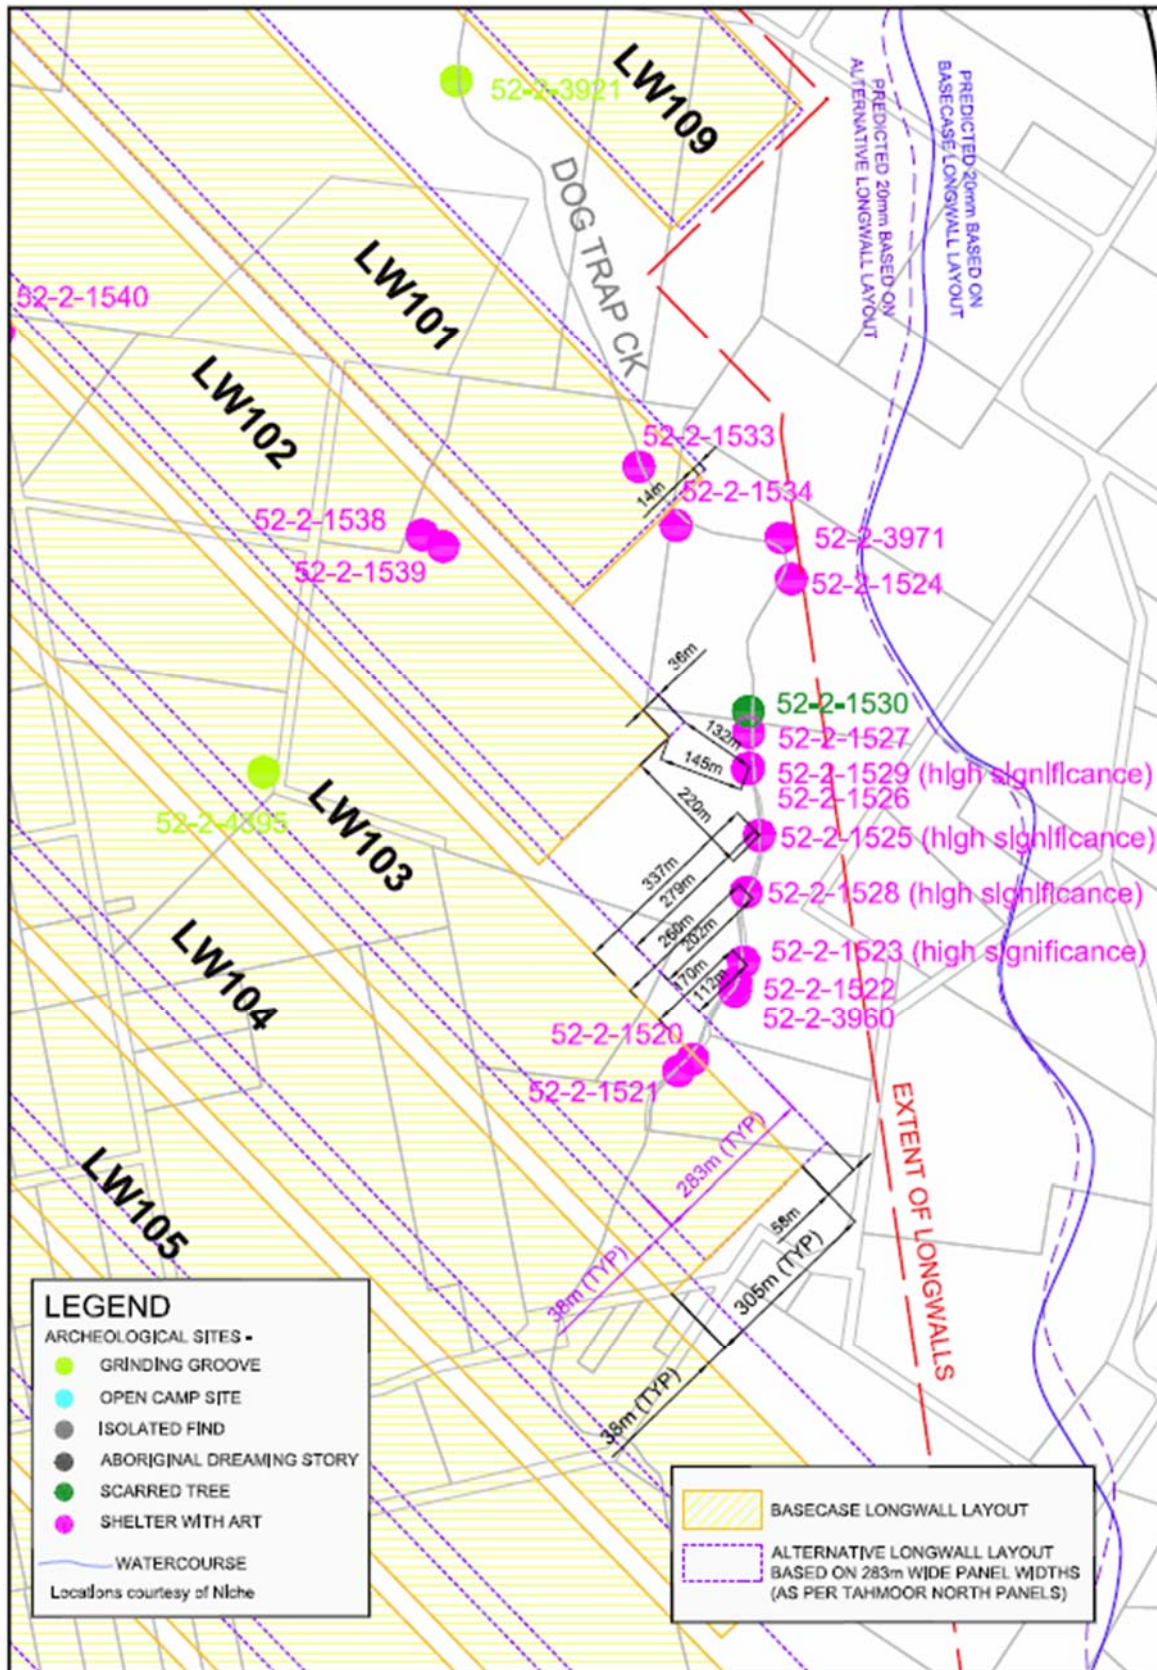 52-2-3921
LW109
PREDICTED 20mm BASED ON
ALTERNATIVE LONGWALL LAYOUT
PREDICTED 20mm BASED ON
BASECASE LONGWALL LAYOUT
DOG TRAP CK
LW101
52-2-1540
LW102
52-2-1533
14m
52-2-1534
52-2-1538
52-2-3971
52-2-1539
52-2-1524
36m
52-2-1530
132m
52-2-1527
145m
52-2-1529 (high significance)
52-2-1526
220m
52-2-4395
LW103
52-2-1525 (high significance)
337m
279m
52-2-1528 (high significance)
260m
202m
LW104
52-2-1523 (high significance)
170m
112m
52-2-1522
52-2-3960
52-2-1520
52-2-1521
EXTENT OF LONGWALLS
283m (TYP)
LW105
58m
38m (TYP)
305m (TYP)
38m (TYP)
LEGEND
ARCHEOLOGICAL SITES -
GRINDING GROOVE
OPEN CAMP SITE
ISOLATED FIND
ABORIGINAL DREAMING STORY
SCARRED TREE
SHELTER WITH ART
WATERCOURSE
Locations courtesy of Niche
BASECASE LONGWALL LAYOUT
ALTERNATIVE LONGWALL LAYOUT
BASED ON 283m WIDE PANEL WIDTHS
(AS PER TAHMOOR NORTH PANELS)